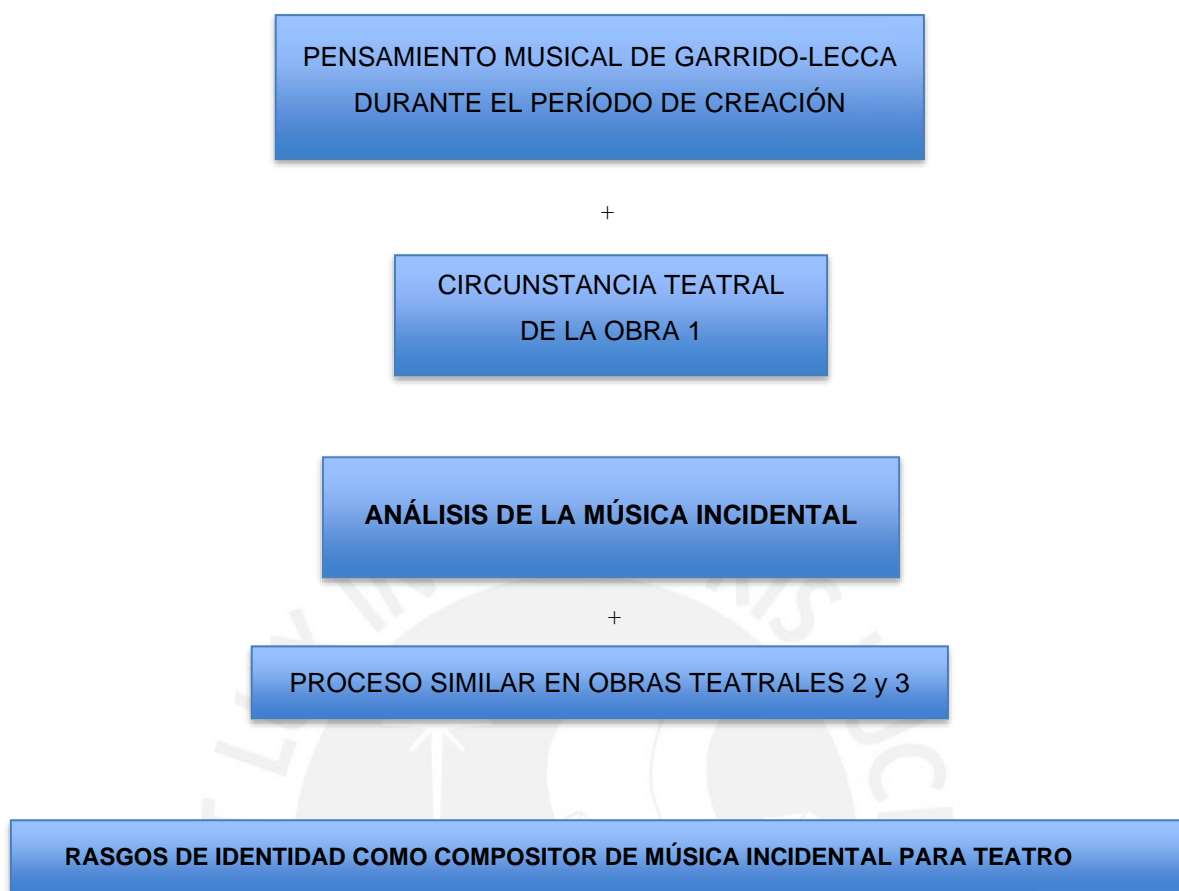 PENSAMIENTO MUSICAL DE GARRIDO-LECCA
DURANTE EL PERÍODO DE CREACIÓN
+
CIRCUNSTANCIA TEATRAL
DE LA OBRA 1
ANÁLISIS DE LA MÚSICA INCIDENTAL
+
PROCESO SIMILAR EN OBRAS TEATRALES 2 y 3
RASGOS DE IDENTIDAD COMO COMPOSITOR DE MÚSICA INCIDENTAL PARA TEATRO